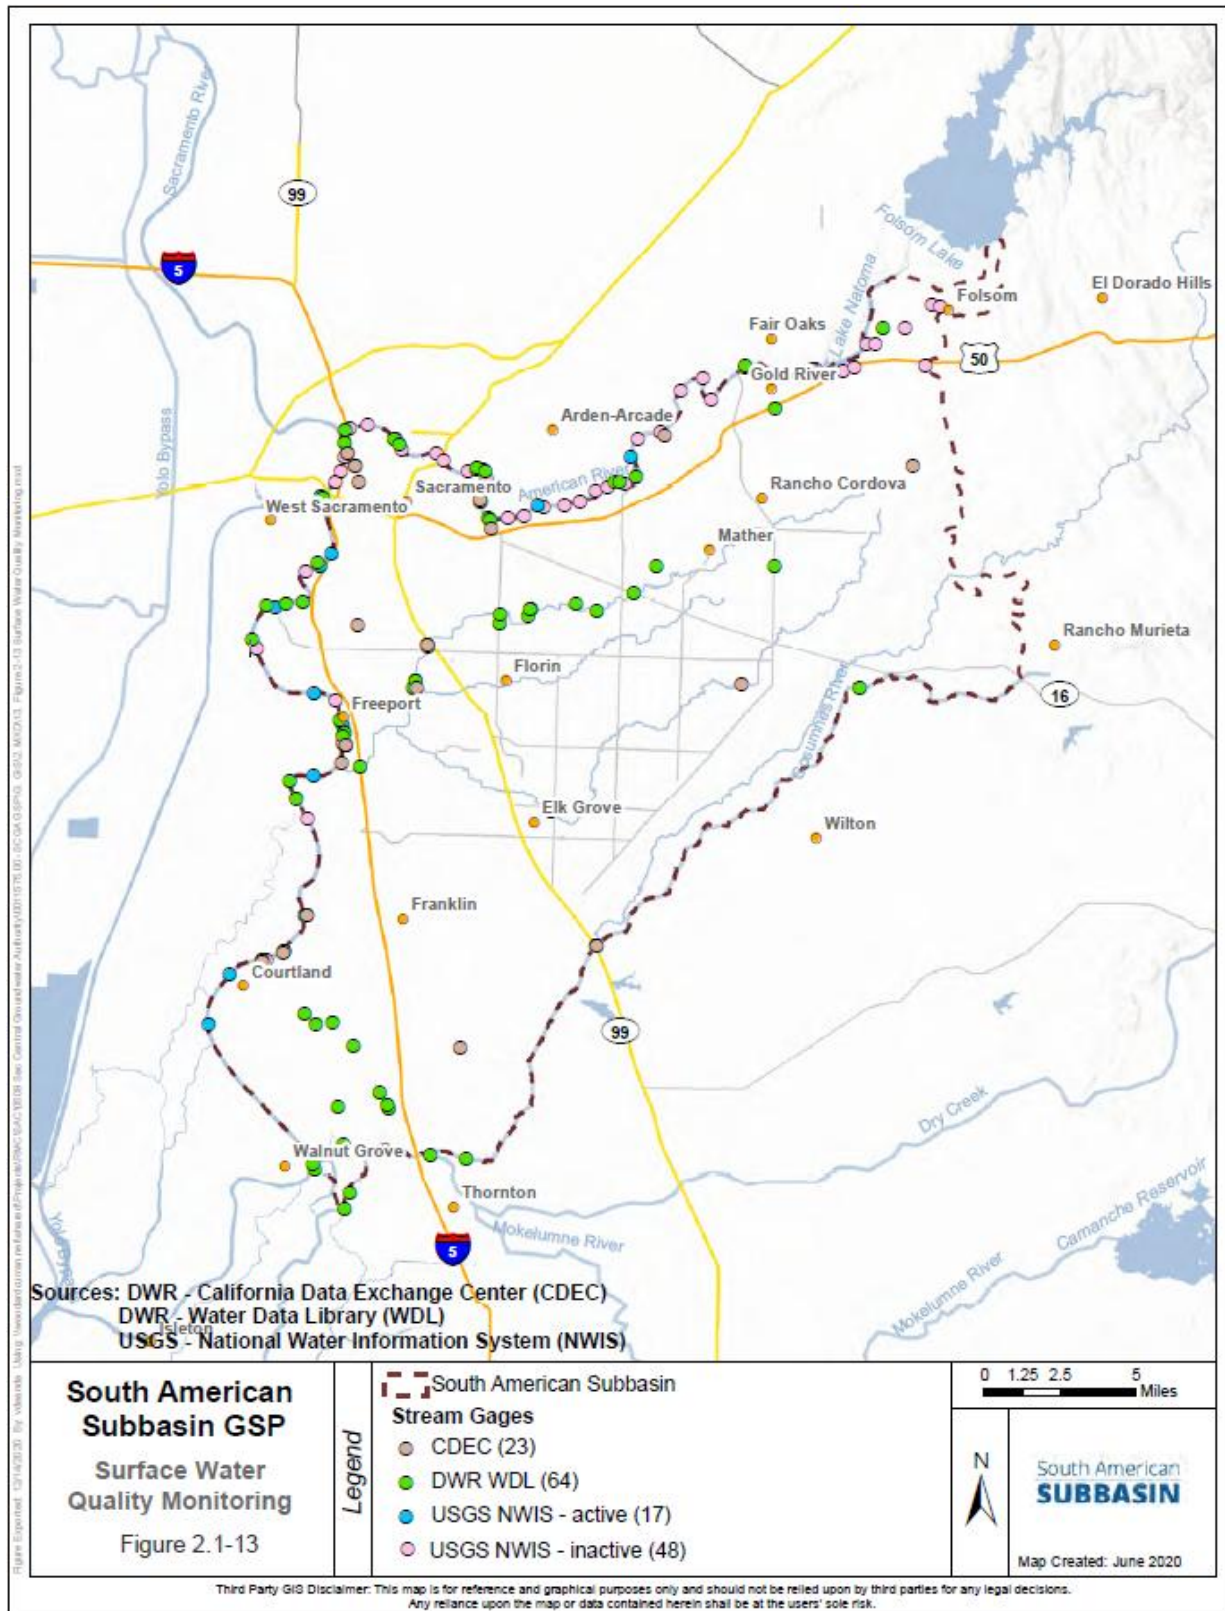 Sacramento River
99
5
Folsom Lake
Lake Natoma
El Dorado Hills
Folsom
Fair Oaks
50
Gold River
Arden-Arcade
Yolo Bypass
American River
Sacramento
Rancho Cordova
West Sacramento
Mather
Rancho Murieta
Florin
16
Freeport
Cosumnes River
Elk Grove
Wilton
Franklin
Courtland
99
Dry Creek
Walnut Grove
Thornton
Mokelumne River
Camanche Reservoir
5
Mokelumne River
Sources: DWR - California Data Exchange Center (CDEC)
DWR - Water Data Library (WDL)
Isleton
USGS - National Water Information System (NWIS)
South American
Subbasin GSP
Surface Water
Quality Monitoring
Figure 2.1-13
Legend
South American Subbasin
Stream Gages
CDEC (23)
DWR WDL (64)
USGS NWIS - active (17)
USGS NWIS - inactive (48)
0 1.25 2.5 5
Miles
N
South American
SUBBASIN
Map Created: June 2020
Third Party GIS Disclaimer: This map is for reference and graphical purposes only and should not be relied upon by third parties for any legal decisions.
Any reliance upon the map or data contained herein shall be at the users' sole risk.